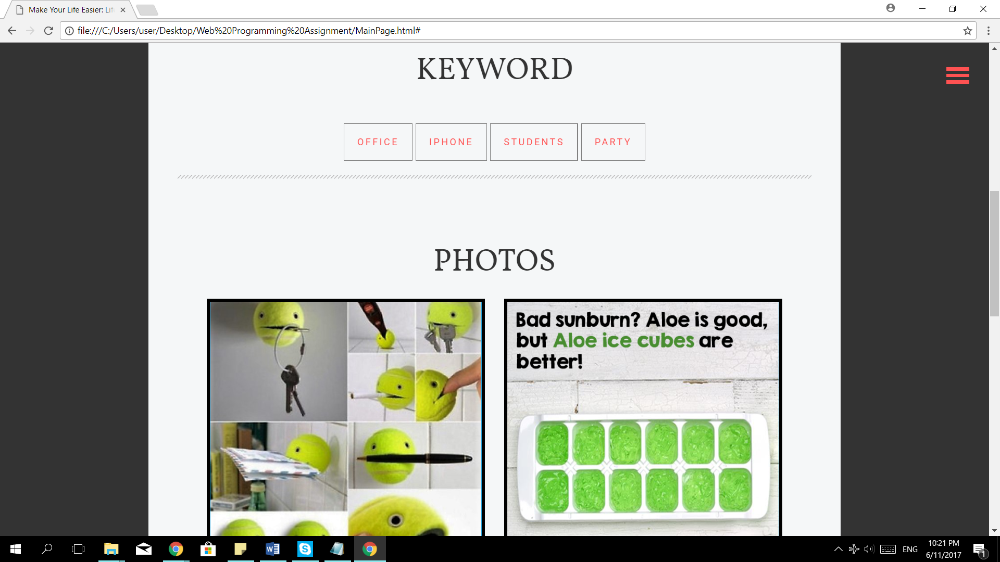 Make Your Life Easier: Lif
file:///C:/Users/user/Desktop/Web%20Programming%20Assignment/MainPage.html#
KEYWORD
OFFICE
IPHONE
STUDENTS
PARTY
PHOTOS
Bad sunburn? Aloe is good,
but Aloe ice cubes are
better!
ENG
10:21 PM
6/11/2017
1